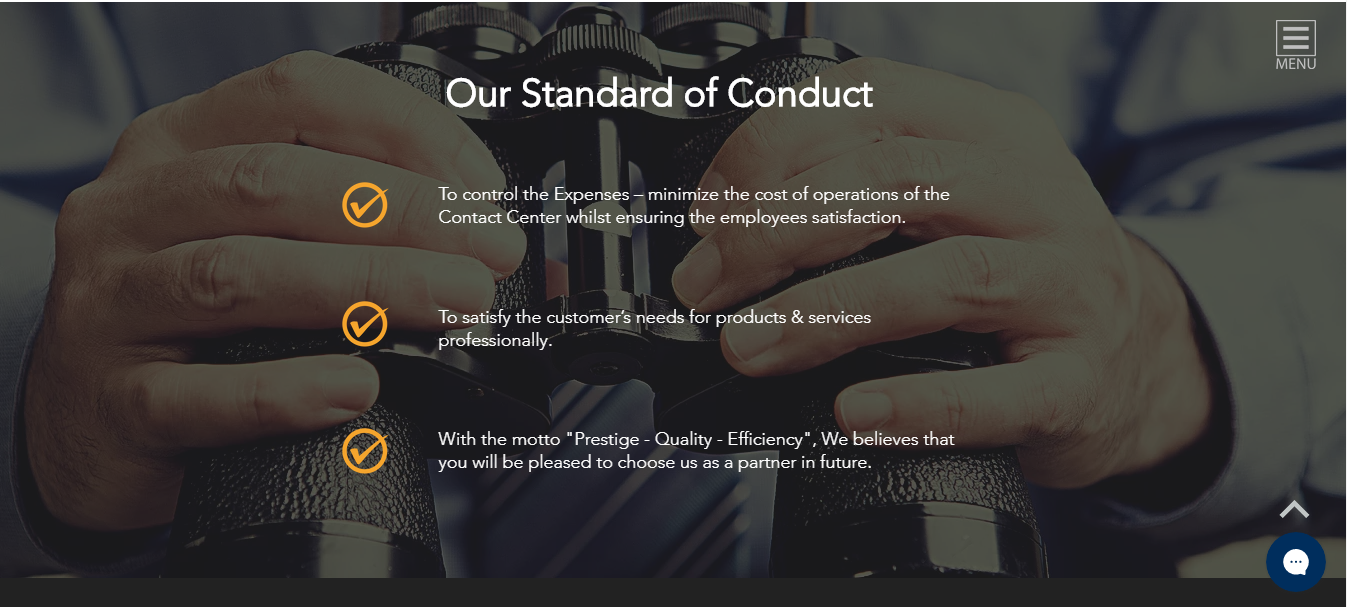 MENU
Our Standard of Conduct
To control the Expenses – minimize the cost of operations of the
Contact Center whilst ensuring the employees satisfaction.
To satisfy the customer’s needs for products & services
professionally.
With the motto "Prestige - Quality - Efficiency", We believes that
you will be pleased to choose us as a partner in future.